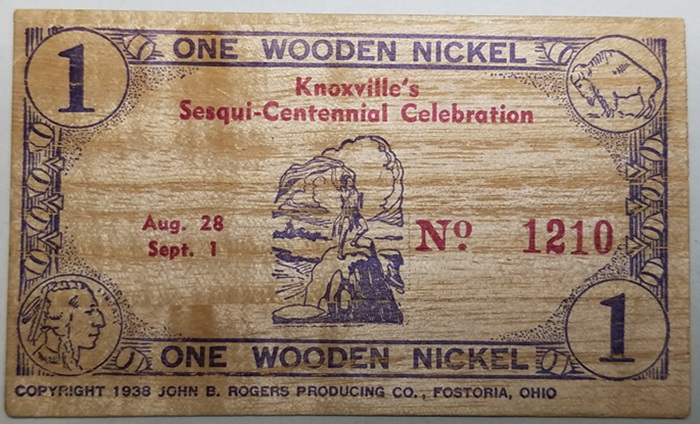 1 ONE WOODEN NICKEL
Knoxville's
Sesqui-Centennial Celebration
Aug. 28
Sept. 1
Nº 1210
ONE WOODEN NICKEL 1
COPYRIGHT 1938 JOHN B. ROGERS PRODUCING CO., FOSTORIA, OHIO